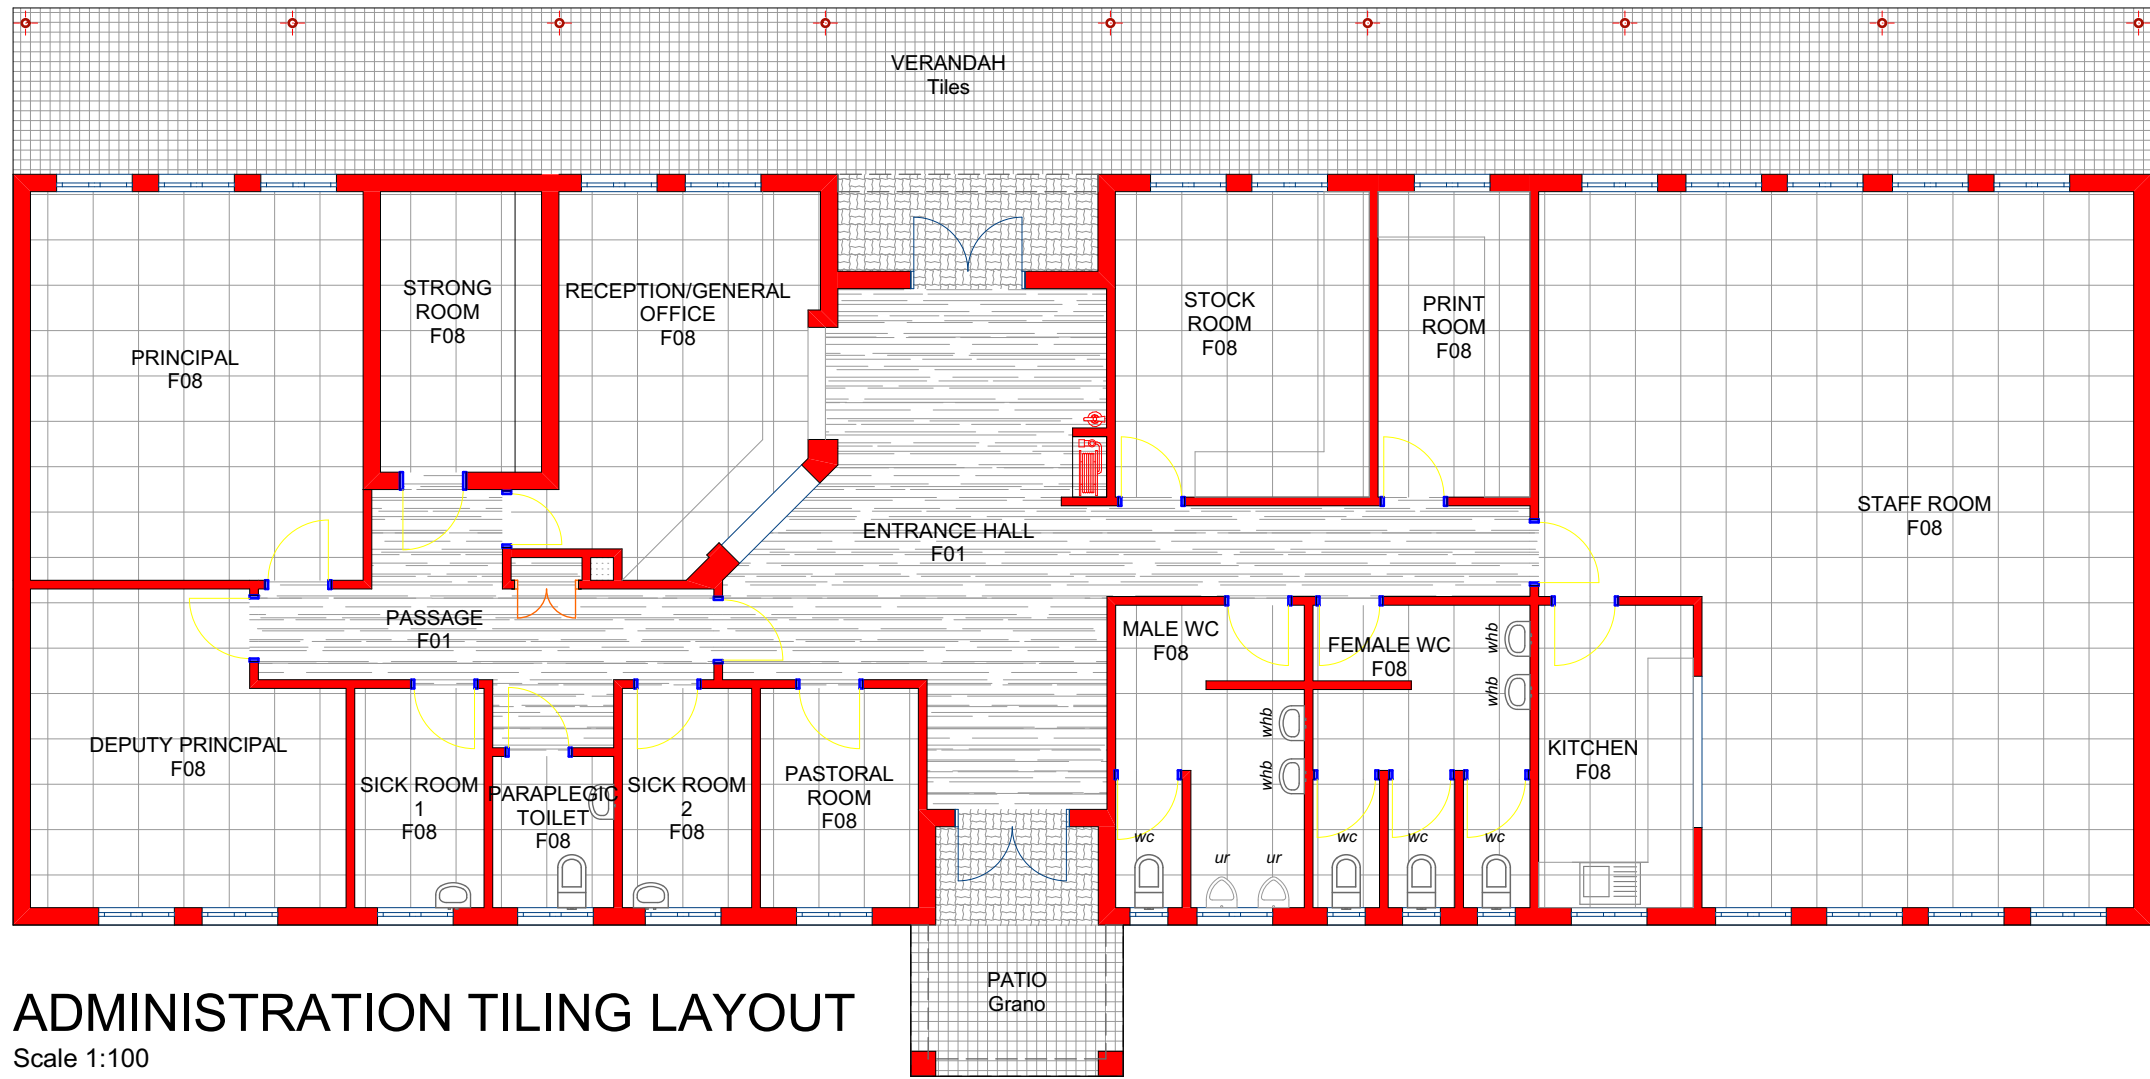 VERANDAH
Tiles
STRONG
ROOM
F08
RECEPTION/GENERAL
OFFICE
F08
STOCK
ROOM
F08
PRINT
ROOM
F08
PRINCIPAL
F08
STAFF ROOM
F08
ENTRANCE HALL
F01
PASSAGE
F01
MALE WC
F08
FEMALE WC
F08
whb
whb
whb
whb
DEPUTY PRINCIPAL
F08
SICK ROOM
1
F08
PARAPLEGIC
TOILET
F08
SICK ROOM
2
F08
PASTORAL
ROOM
F08
KITCHEN
F08
wc
ur
ur
wc
wc
wc
PATIO
Grano
ADMINISTRATION TILING LAYOUT
Scale 1:100